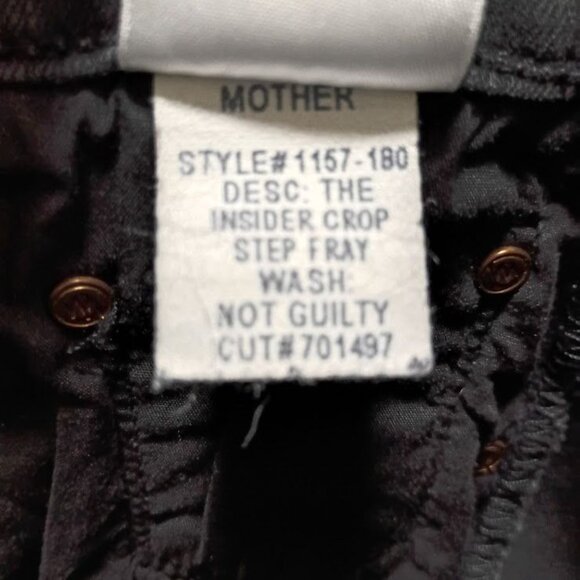 MOTHER
STYLE# 1157-180
DESC: THE
INSIDER CROP
STEP FRAY
WASH:
NOT GUILTY
CUT# 701497